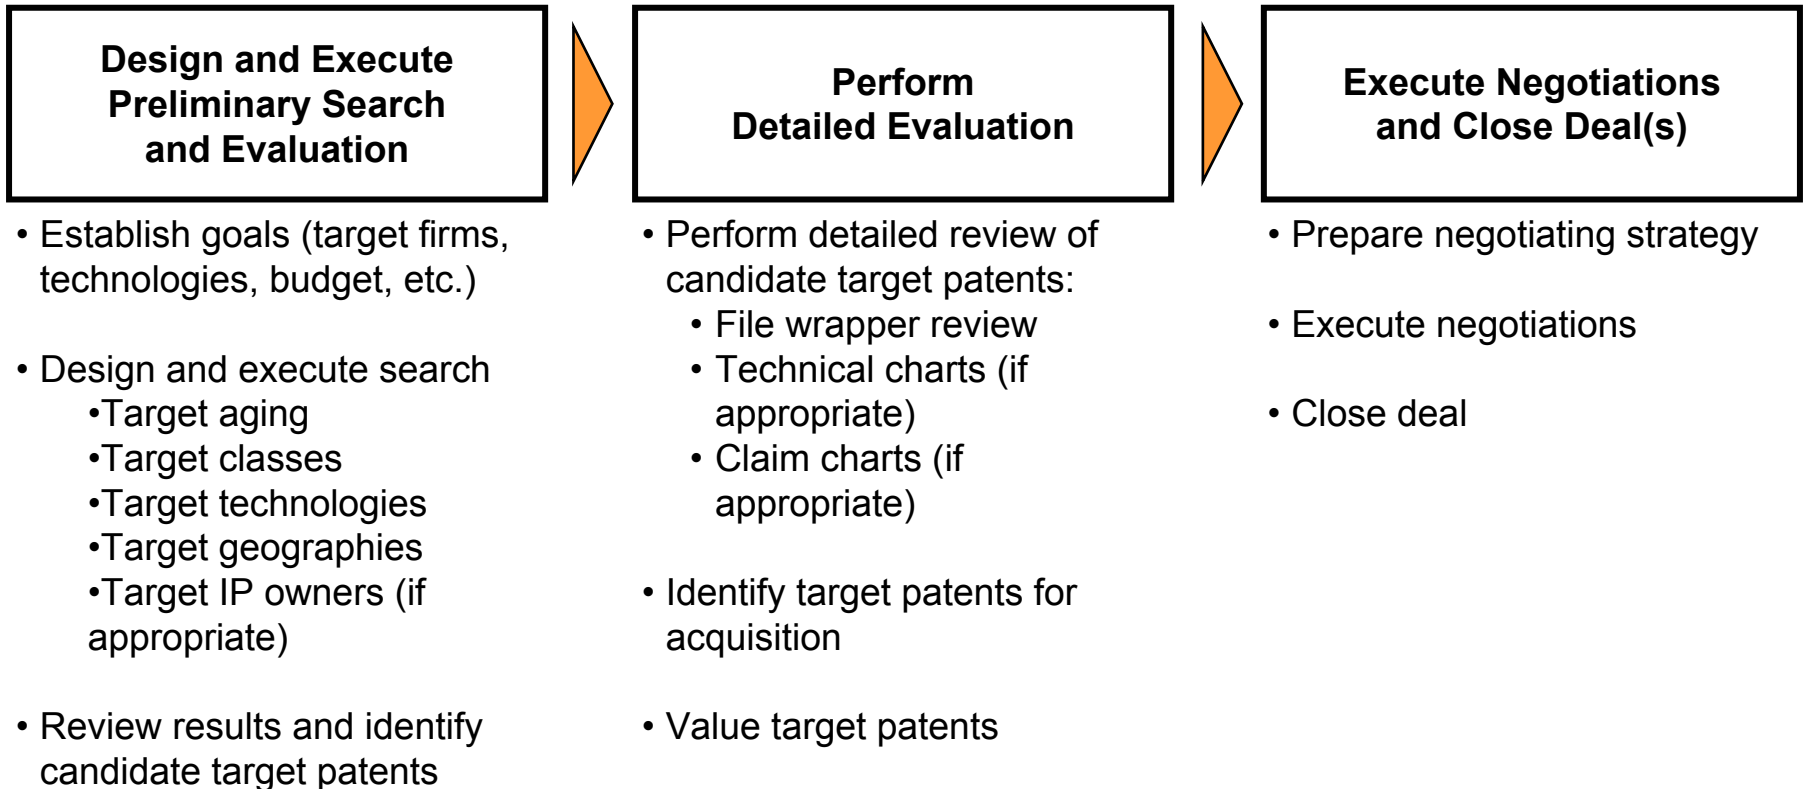 Design and Execute
Preliminary Search
and Evaluation
• Establish goals (target firms,
technologies, budget, etc.)
• Design and execute search
•Target aging
•Target classes
•Target technologies
•Target geographies
•Target IP owners (if
appropriate)
• Review results and identify
candidate target patents
Perform
Detailed Evaluation
• Perform detailed review of
candidate target patents:
• File wrapper review
• Technical charts (if
appropriate)
• Claim charts (if
appropriate)
• Identify target patents for
acquisition
• Value target patents
Execute Negotiations
and Close Deal(s)
• Prepare negotiating strategy
• Execute negotiations
• Close deal